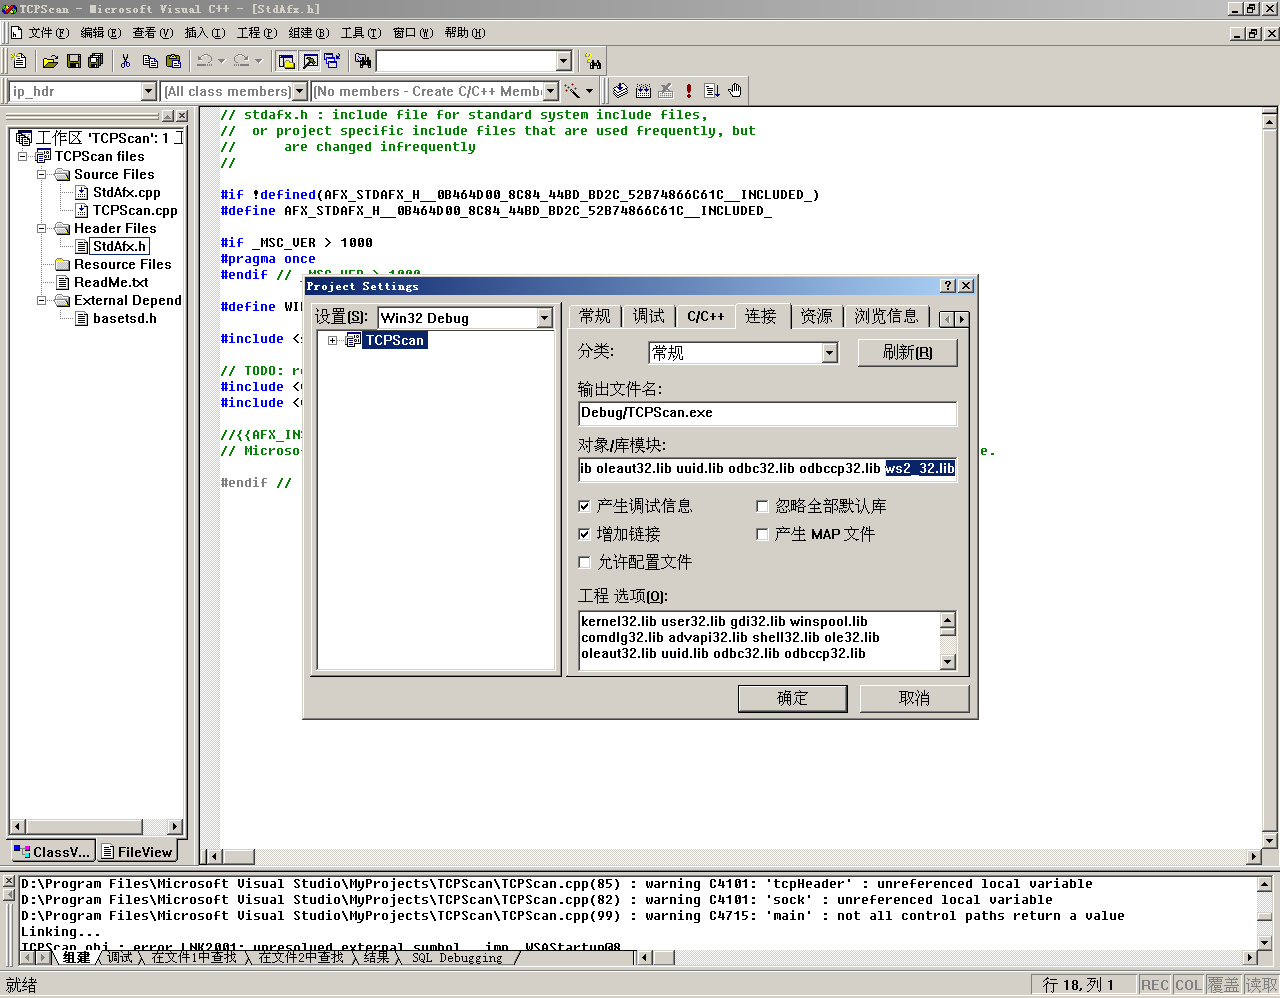 TCPScan - Microsoft Visual C++ - [StdAfx.h]
文件(F) 编辑(E) 查看(V) 插入(I) 工程(P) 组建(B) 工具(T) 窗口(W) 帮助(H)
ip_hdr [All class members] [No members - Create C/C++ Memb
工作区 'TCPScan': 1 工
TCPScan files
Source Files
StdAfx.cpp
TCPScan.cpp
Header Files
StdAfx.h
Resource Files
ReadMe.txt
External Depend
basetsd.h
ClassV... FileView
// stdafx.h : include file for standard system include files,
//  or project specific include files that are used frequently, but
//      are changed infrequently
//
#if !defined(AFX_STDAFX_H__0B464D00_8C84_44BD_BD2C_52B74866C61C__INCLUDED_)
#define AFX_STDAFX_H__0B464D00_8C84_44BD_BD2C_52B74866C61C__INCLUDED_
#if _MSC_VER > 1000
#pragma once
#endif // _MSC_VER > 1000
#define WI
#include <
// TODO: r
#include <
#include <
//{{AFX_IN
// Microso e.
#endif //
Project Settings
设置(S): Win32 Debug
TCPScan
常规 调试 C/C++ 连接 资源 浏览信息
分类: 常规 刷新(R)
输出文件名:
Debug/TCPScan.exe
对象/库模块:
ib oleaut32.lib uuid.lib odbc32.lib odbccp32.lib ws2_32.lib
产生调试信息 忽略全部默认库
增加链接 产生 MAP 文件
允许配置文件
工程 选项(O):
kernel32.lib user32.lib gdi32.lib winspool.lib
comdlg32.lib advapi32.lib shell32.lib ole32.lib
oleaut32.lib uuid.lib odbc32.lib odbccp32.lib
确定 取消
D:\Program Files\Microsoft Visual Studio\MyProjects\TCPScan\TCPScan.cpp(85) : warning C4101: 'tcpHeader' : unreferenced local variable
D:\Program Files\Microsoft Visual Studio\MyProjects\TCPScan\TCPScan.cpp(82) : warning C4101: 'sock' : unreferenced local variable
D:\Program Files\Microsoft Visual Studio\MyProjects\TCPScan\TCPScan.cpp(99) : warning C4715: 'main' : not all control paths return a value
Linking...
TCPScan.obj : error LNK2001: unresolved external symbol __imp__WSAStartup@8
组建 调试 在文件1中查找 在文件2中查找 结果 SQL Debugging
就绪 行 18, 列 1 REC COL 覆盖 读取